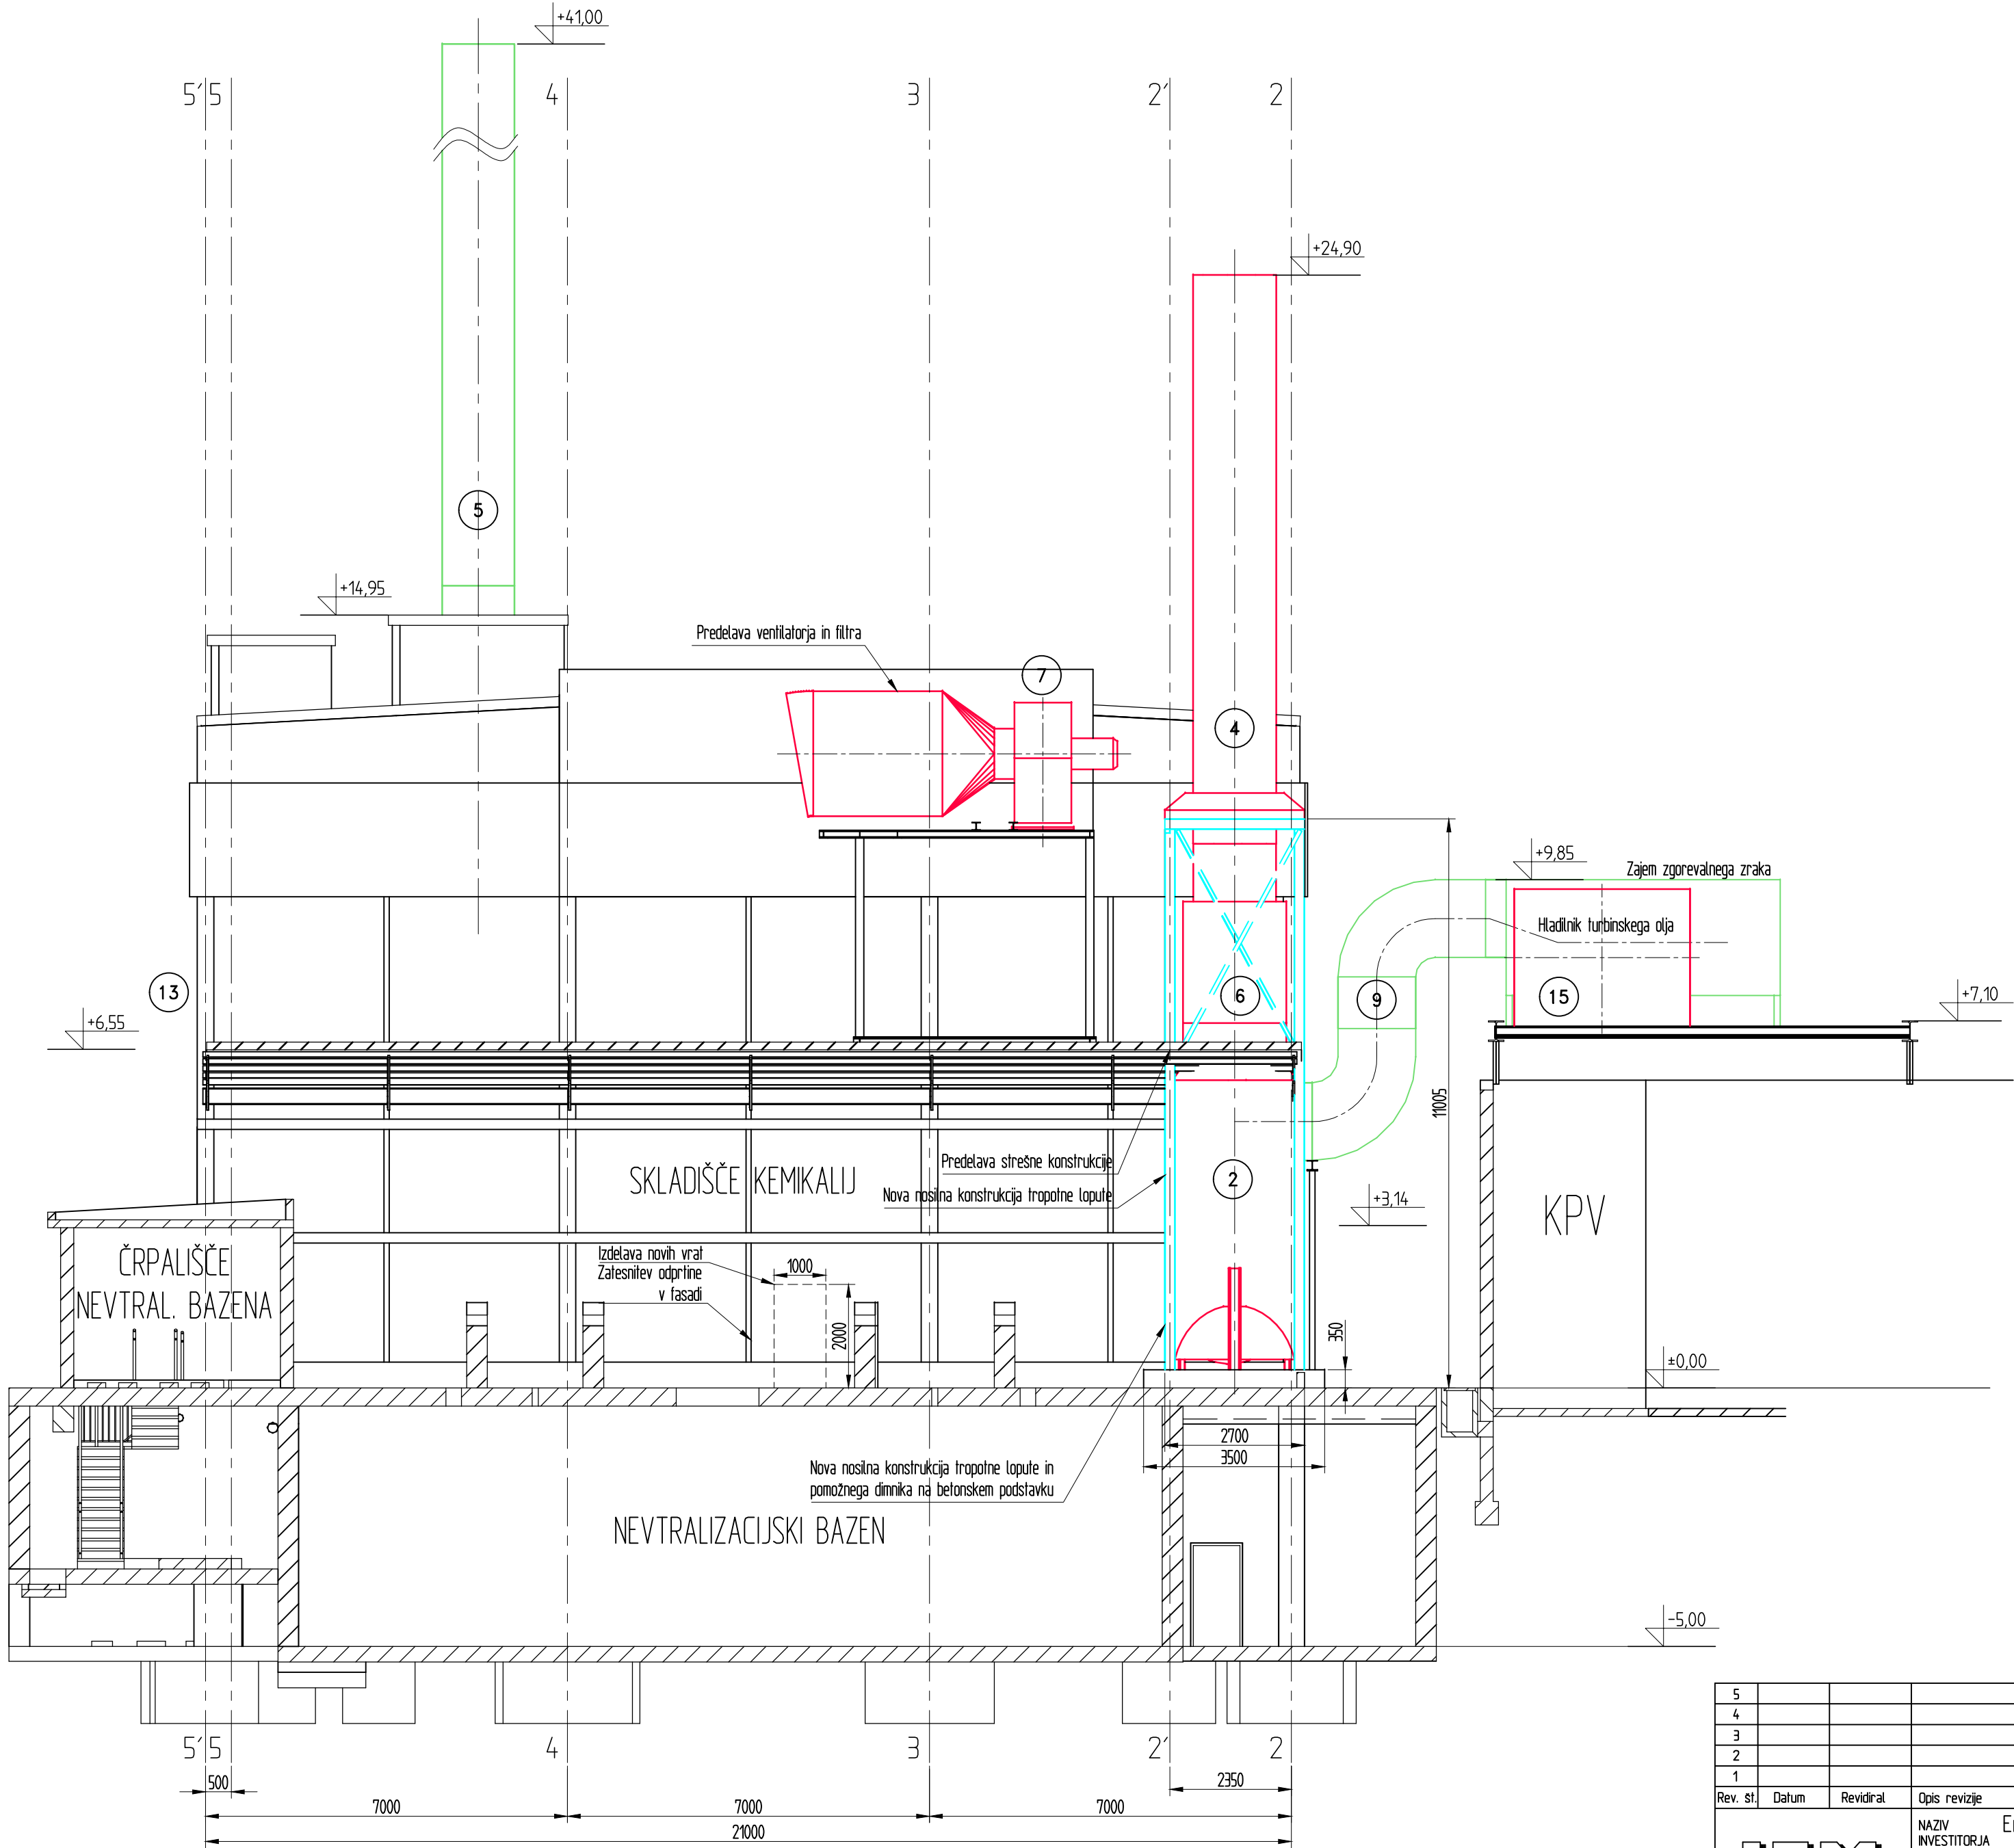 +41,00
5' 5 4 3 2' 2
+24,90
5
+14,95
Predelava ventilatorja in filtra
7
4
+9,85
Zajem zgorevalnega zraka
Hladilnik turbinskega olja
13
6
9
15
+7,10
+6,55
11005
Predelava strešne konstrukcije
SKLADIŠČE KEMIKALIJ
2
Nova nosilna konstrukcija tropotne lopute
+3,14
KPV
ČRPALIŠČE
NEVTRAL. BAZENA
Izdelava novih vrat
Zatesnitev odprtine
v fasadi
1000
2000
350
±0,00
2700
3500
Nova nosilna konstrukcija tropotne lopute in
pomožnega dimnika na betonskem podstavku
NEVTRALIZACIJSKI BAZEN
-5,00
5' 5 4 3 2' 2
500
2350
7000 7000 7000
21000
5
4
3
2
1
Rev. št. Datum Revidiral Opis revizije
NAZIV
INVESTITORJA